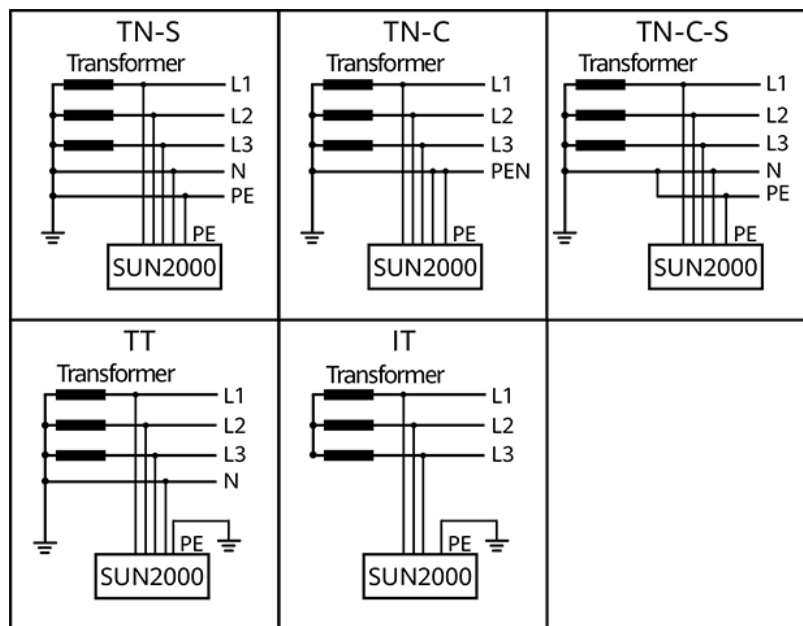 TN-S
Transformer
L1
L2
L3
N
PE
PE
SUN2000
TN-C
Transformer
L1
L2
L3
PEN
PE
SUN2000
TN-C-S
Transformer
L1
L2
L3
N
PE
PE
SUN2000
TT
Transformer
L1
L2
L3
N
PE
SUN2000
IT
Transformer
L1
L2
L3
PE
SUN2000